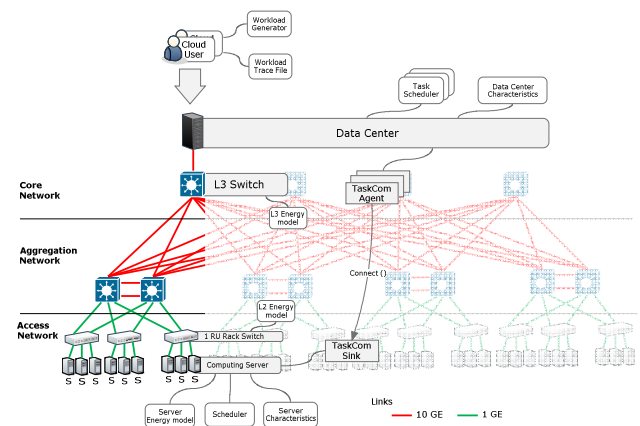 Workload
Generator
Cloud
Cloud
User
Workload
Trace File
Task
Scheduler
Data Center
Characteristics
Data Center
Core
Network
L3 Switch
TaskCom
Agent
L3 Energy
model
Aggregation
Network
Connect ( )
L2 Energy
model
Access
Network
1 RU Rack Switch
TaskCom
Sink
Computing Server
S S S S S S S
Server
Energy model
Scheduler
Server
Characteristics
Links
10 GE
1 GE